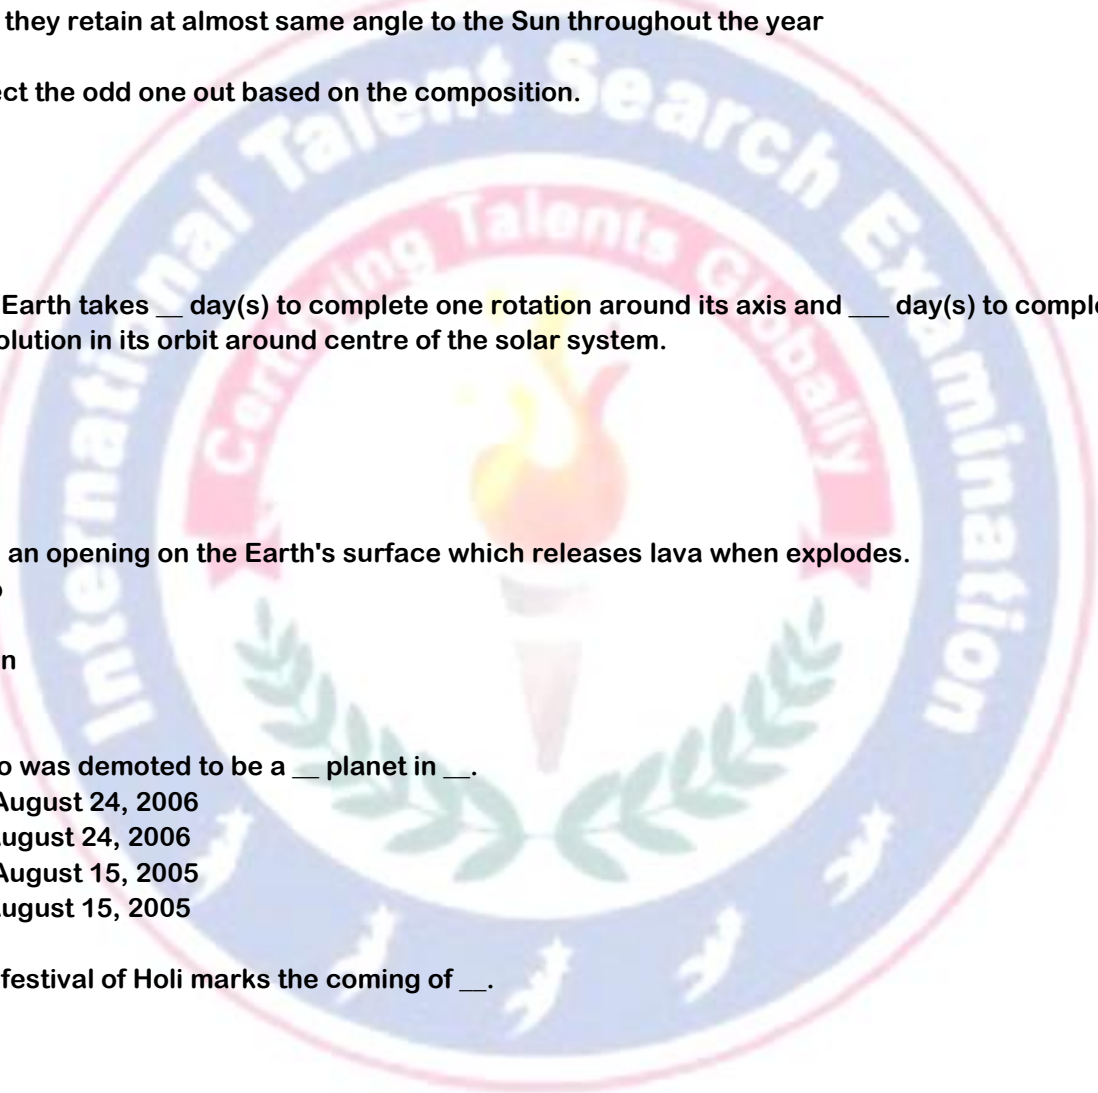 they retain at almost same angle to the Sun throughout the year
ect the odd one out based on the composition.
Earth takes __ day(s) to complete one rotation around its axis and ___ day(s) to comple
olution in its orbit around centre of the solar system.
an opening on the Earth's surface which releases lava when explodes.
n
o was demoted to be a __ planet in __.
August 24, 2006
ugust 24, 2006
August 15, 2005
ugust 15, 2005
festival of Holi marks the coming of __.
International Talent Search Examination
Certifying Talents Globally